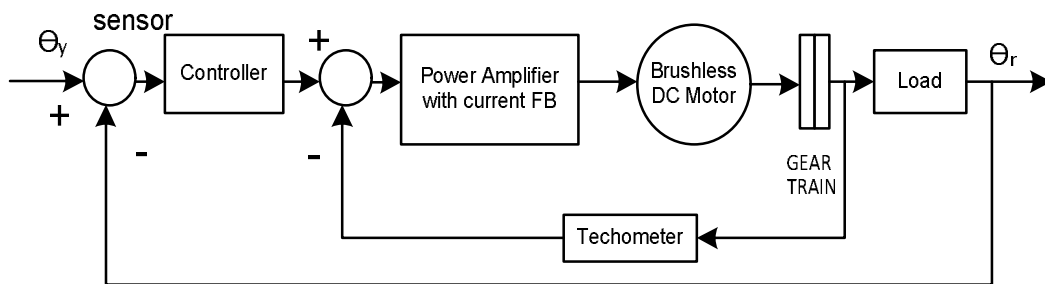 sensor
Θy
+
-
Controller
+
-
Power Amplifier
with current FB
Brushless
DC Motor
GEAR
TRAIN
Load
Θr
Techometer